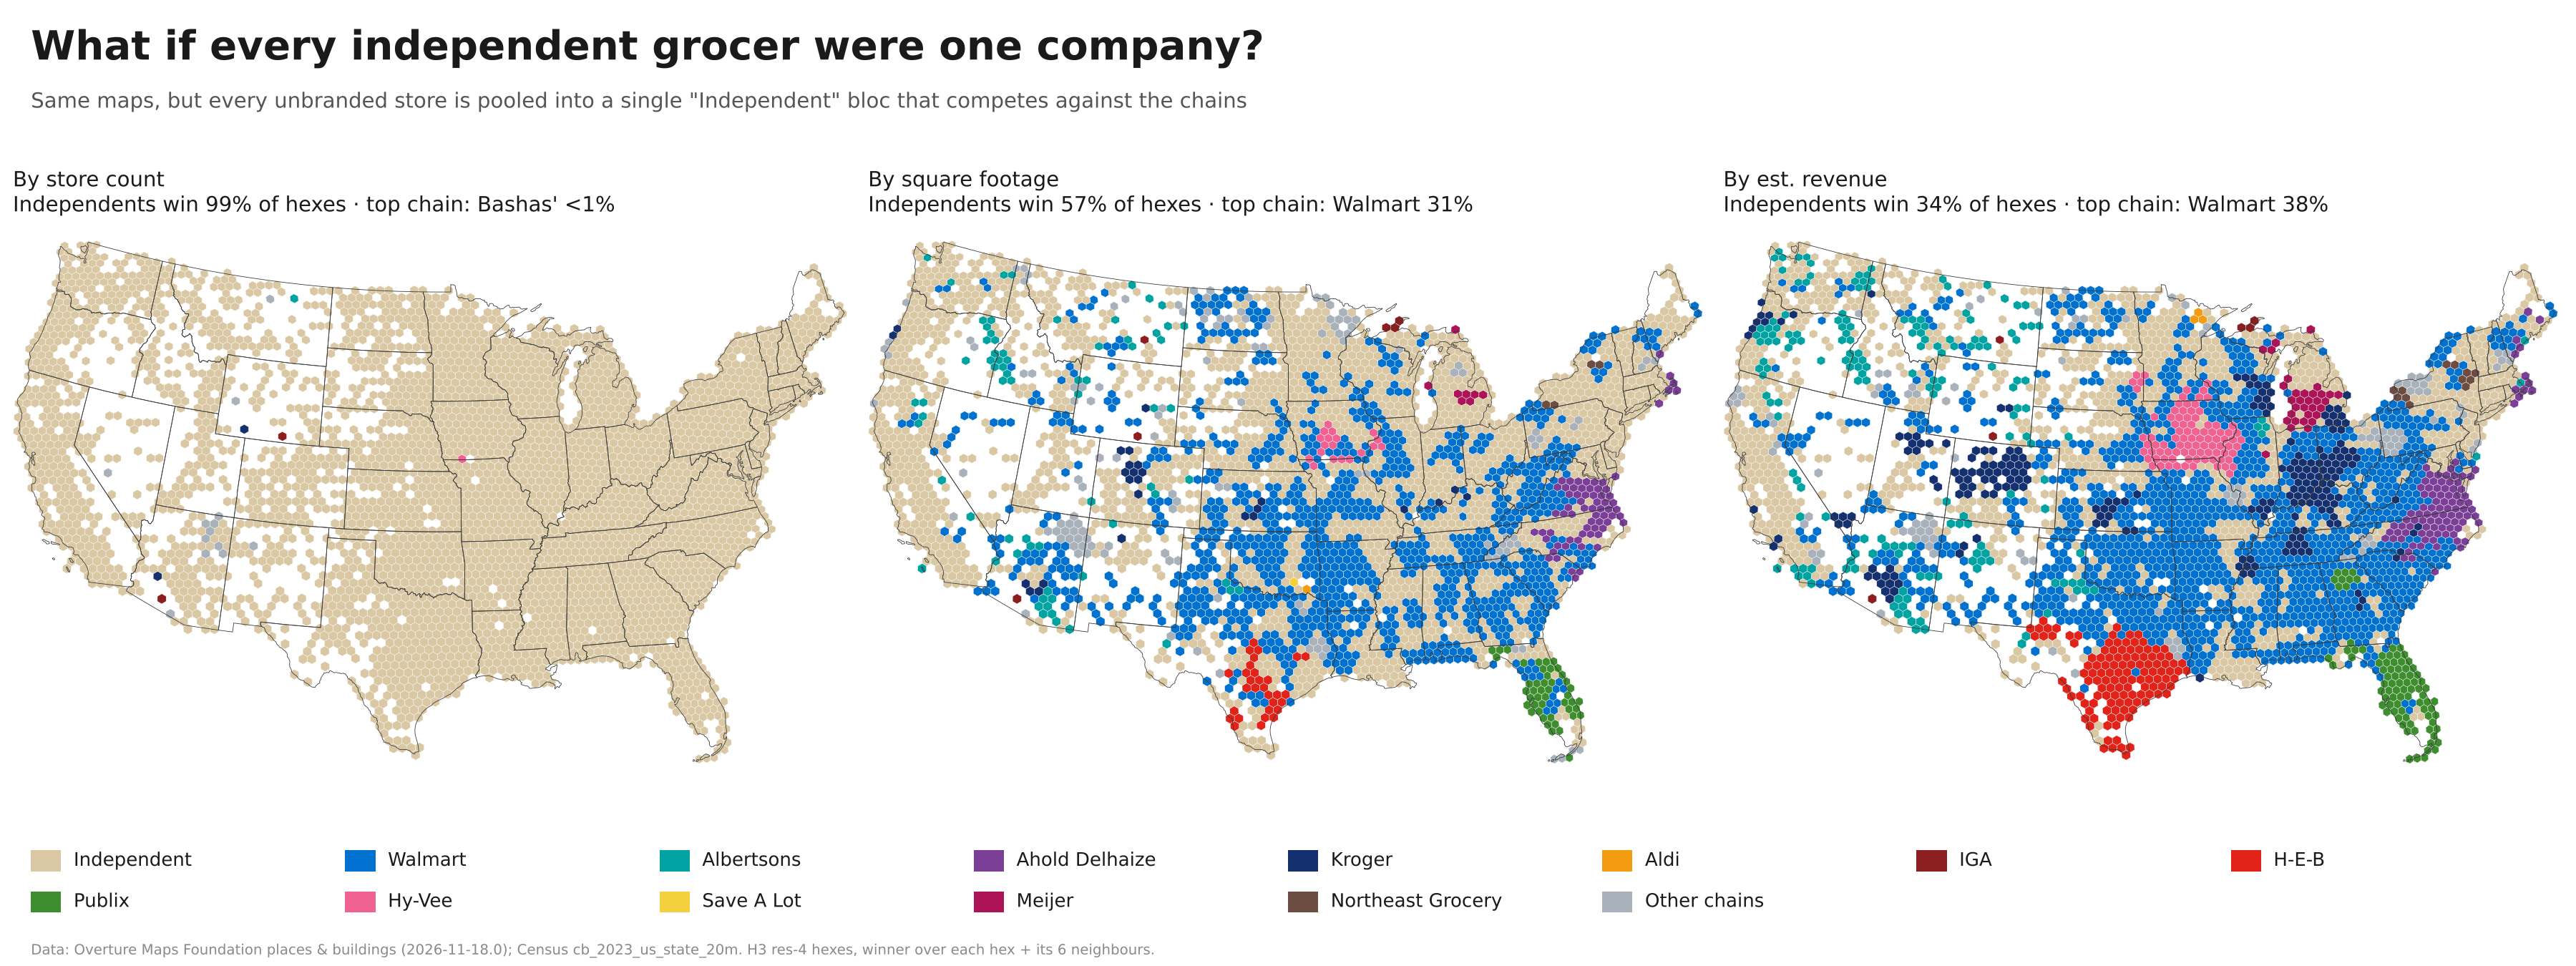 What if every independent grocer were one company?
Same maps, but every unbranded store is pooled into a single "Independent" bloc that competes against the chains
By store count
Independents win 99% of hexes · top chain: Bashas' <1%
By square footage
Independents win 57% of hexes · top chain: Walmart 31%
By est. revenue
Independents win 34% of hexes · top chain: Walmart 38%
Independent
Walmart
Albertsons
Ahold Delhaize
Kroger
Aldi
IGA
H-E-B
Publix
Hy-Vee
Save A Lot
Meijer
Northeast Grocery
Other chains
Data: Overture Maps Foundation places & buildings (2026-11-18.0); Census cb_2023_us_state_20m. H3 res-4 hexes, winner over each hex + its 6 neighbours.